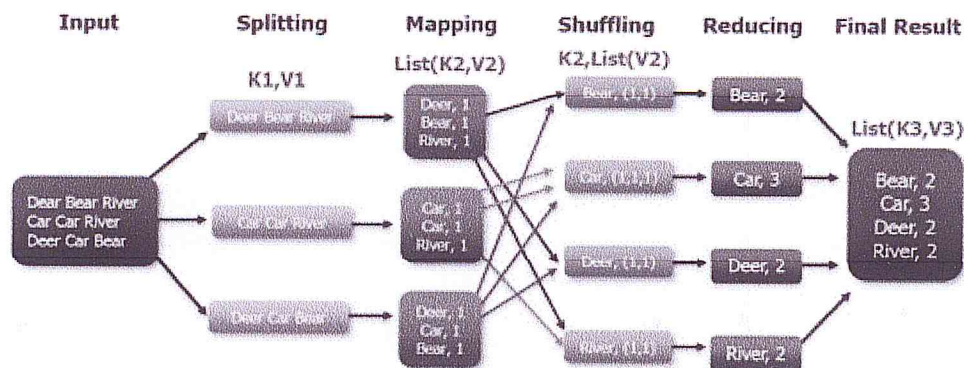 Input
Splitting
Mapping
Shuffling
Reducing
Final Result
K1,V1
List(K2,V2)
K2,List(V2)
List(K3,V3)
Dear Bear River
Car Car River
Deer Car Bear
Deer Bear River
Car Car River
Deer Car Bear
Deer, 1
Bear, 1
River, 1
Car, 1
Car, 1
River, 1
Deer, 1
Car, 1
Bear, 1
Bear, (1,1)
Car, (1,1,1)
Deer, (1,1)
River, (1,1)
Bear, 2
Car, 3
Deer, 2
River, 2
Bear, 2
Car, 3
Deer, 2
River, 2